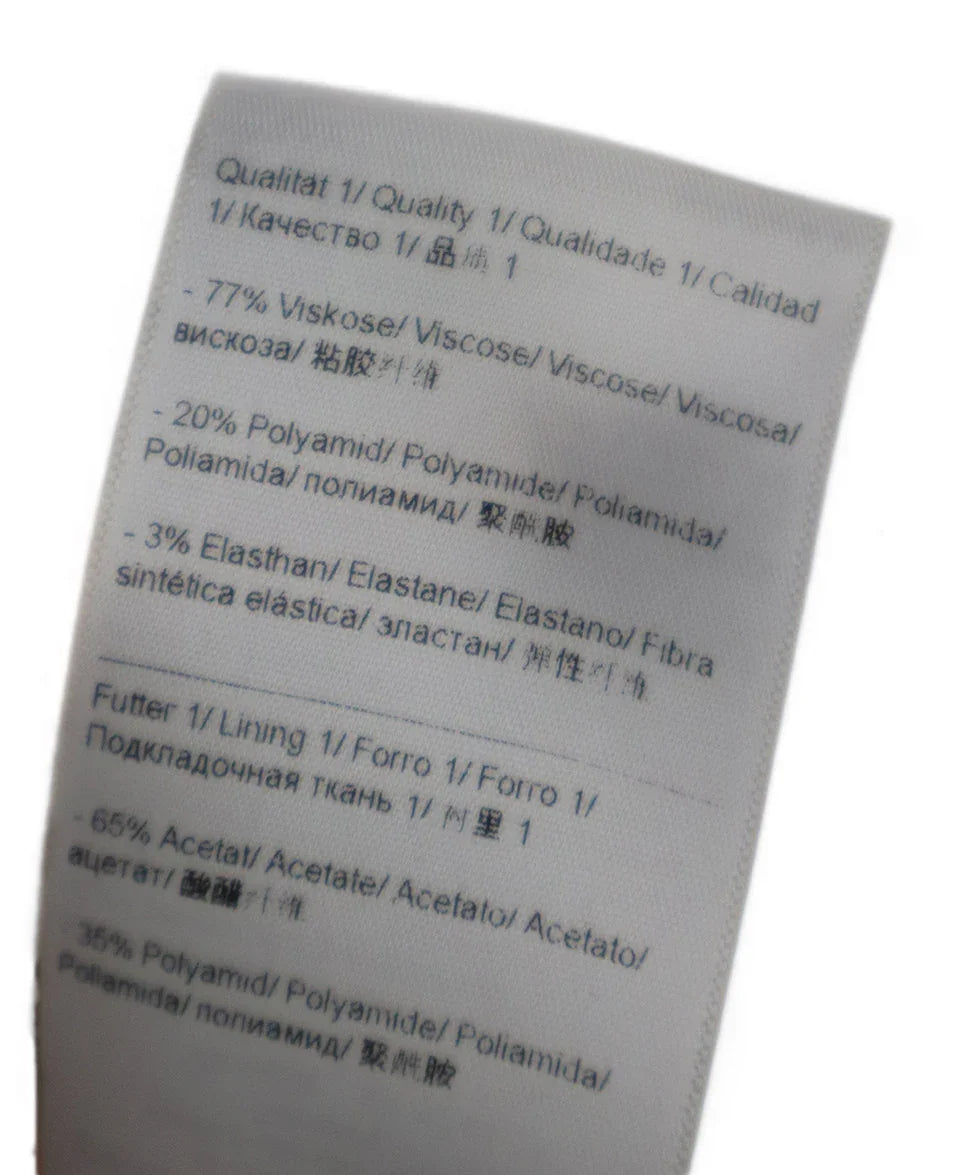 Qualität 1/ Quality 1/ Qualidade 1/ Calidad
1/ Качество 1/ 品质 1
- 77% Viskose/ Viscose/ Viscose/ Viscosa/
вискоза/ 粘胶纤维
- 20% Polyamid/ Polyamide/ Poliamida/
Poliamida/ полиамид/ 聚酰胺
- 3% Elasthan/ Elastane/ Elastano/ Fibra
sintética elástica/ эластан/ 弹性纤维
Futter 1/ Lining 1/ Forro 1/ Forro 1/
Подкладочная ткань 1/ 衬里 1
- 65% Acetat/ Acetate/ Acetato/ Acetato/
ацетат/ 醋酸纤维
- 35% Polyamid/ Polyamide/ Poliamida/
Poliamida/ полиамид/ 聚酰胺